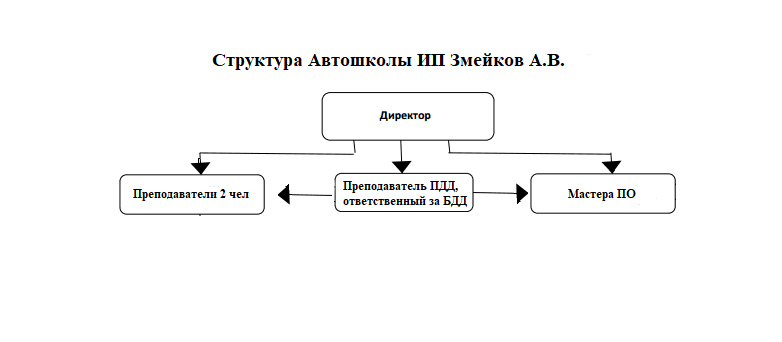 Структура Автошколы ИП Змейков А.В.
Директор
Преподаватели 2 чел
Преподаватель ПДД,
ответственный за БДД
Мастера ПО